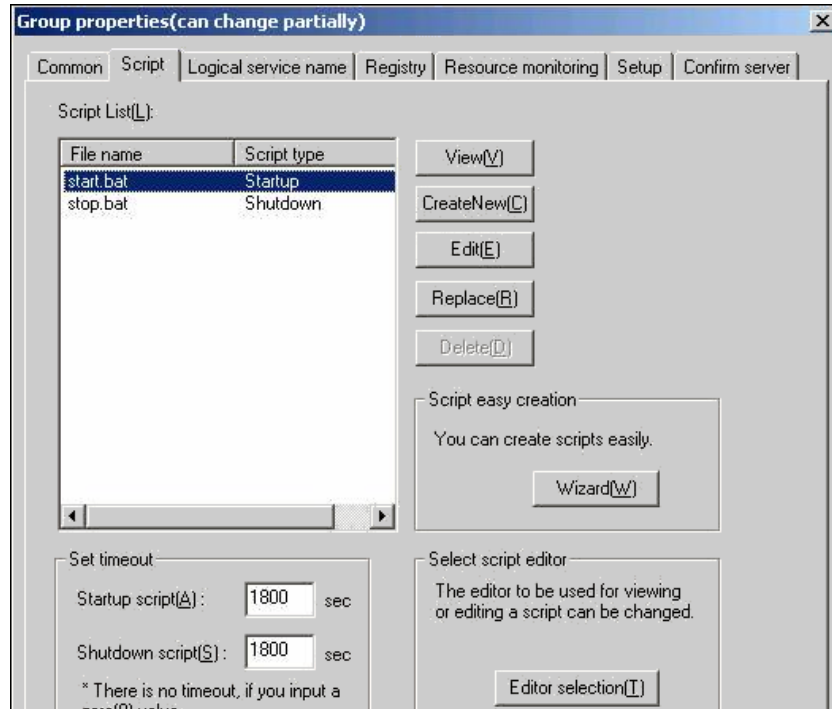 Group properties(can change partially)
Common Script Logical service name Registry Resource monitoring Setup Confirm server
Script List(L):
File name Script type
start.bat Startup
stop.bat Shutdown
View(V)
CreateNew(C)
Edit(E)
Replace(R)
Delete(D)
Script easy creation
You can create scripts easily.
Wizard(W)
Set timeout
Startup script(A) : 1800 sec
Shutdown script(S) : 1800 sec
* There is no timeout, if you input a
Select script editor
The editor to be used for viewing
or editing a script can be changed.
Editor selection(T)